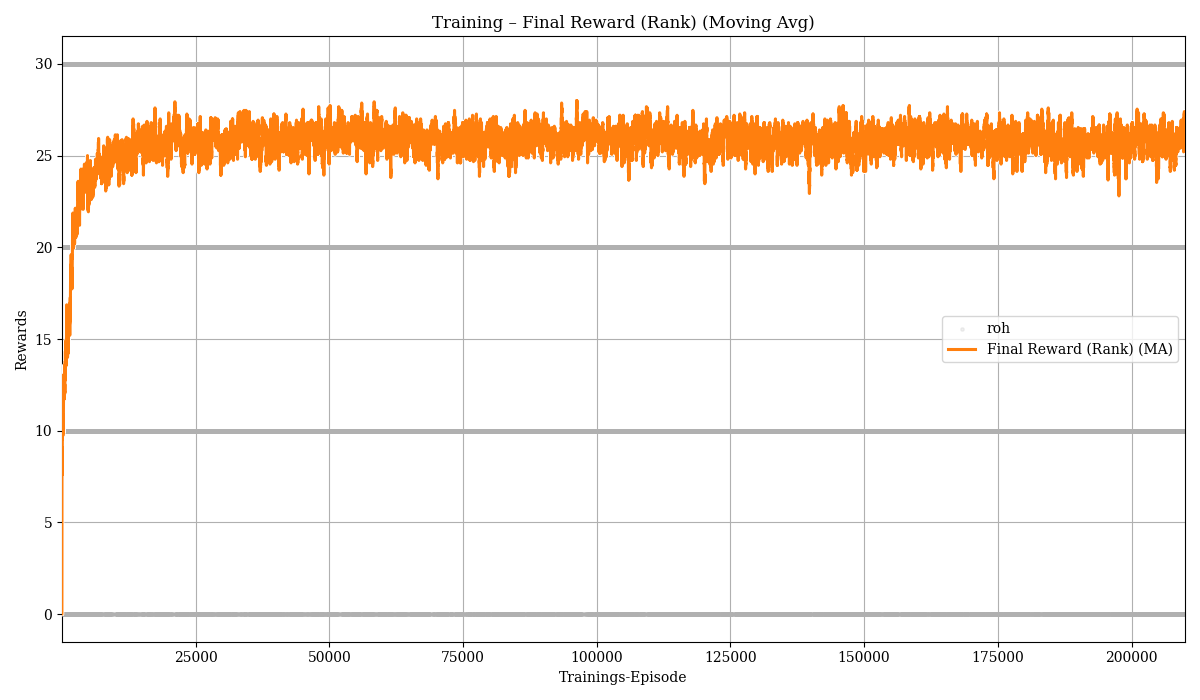 Training – Final Reward (Rank) (Moving Avg)
30
25
20
15
10
5
0
Rewards
roh
Final Reward (Rank) (MA)
25000 50000 75000 100000 125000 150000 175000 200000
Trainings-Episode